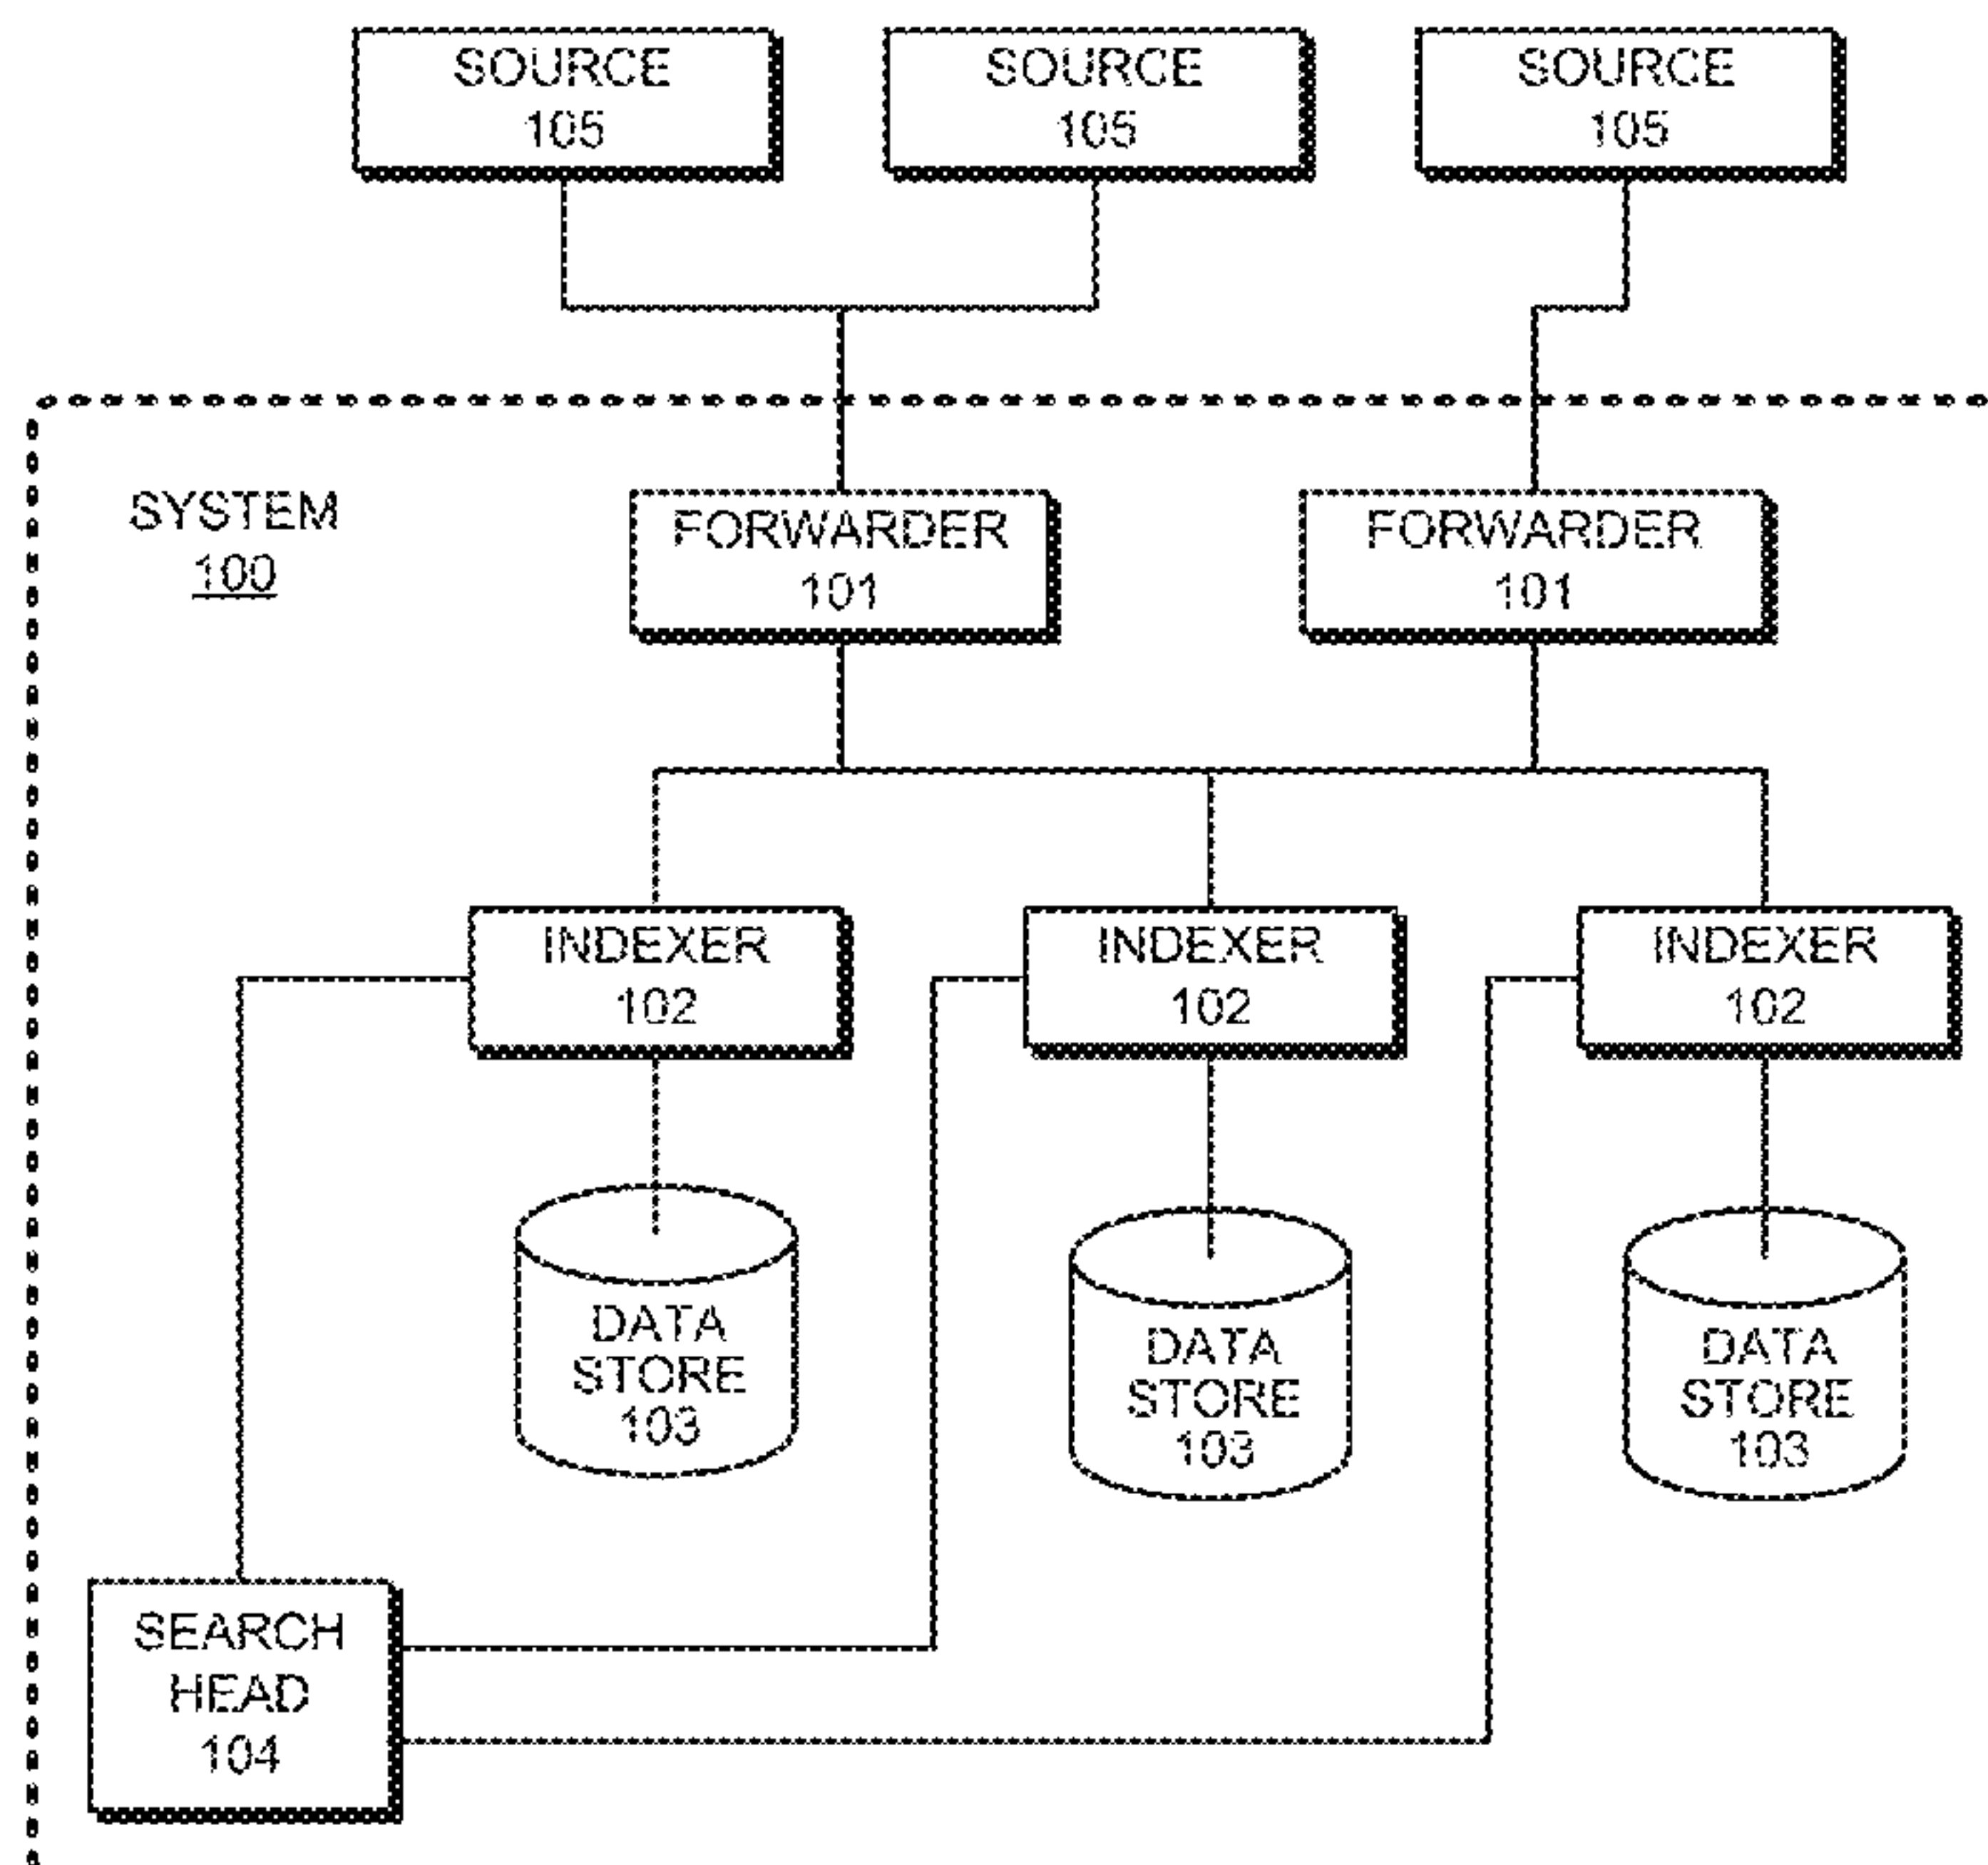 SOURCE
105
SOURCE
105
SOURCE
105
SYSTEM
100
FORWARDER
101
FORWARDER
101
INDEXER
102
INDEXER
102
INDEXER
102
DATA
STORE
103
DATA
STORE
103
DATA
STORE
103
SEARCH
HEAD
104